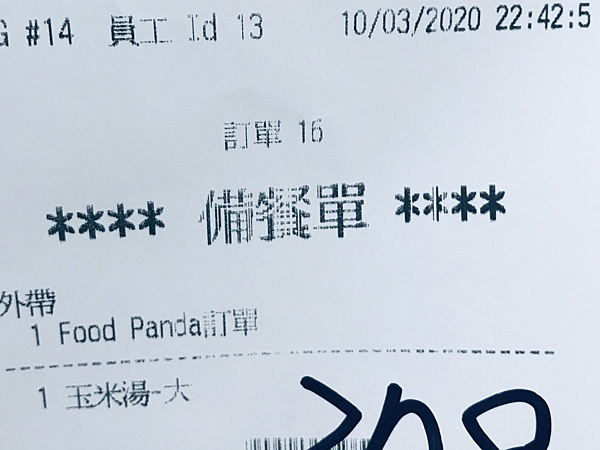 G #14 員工 Id 13 10/03/2020 22:42:5
訂單 16
**** 備餐單 ****
外帶
1 Food Panda訂單
1 玉米湯-大